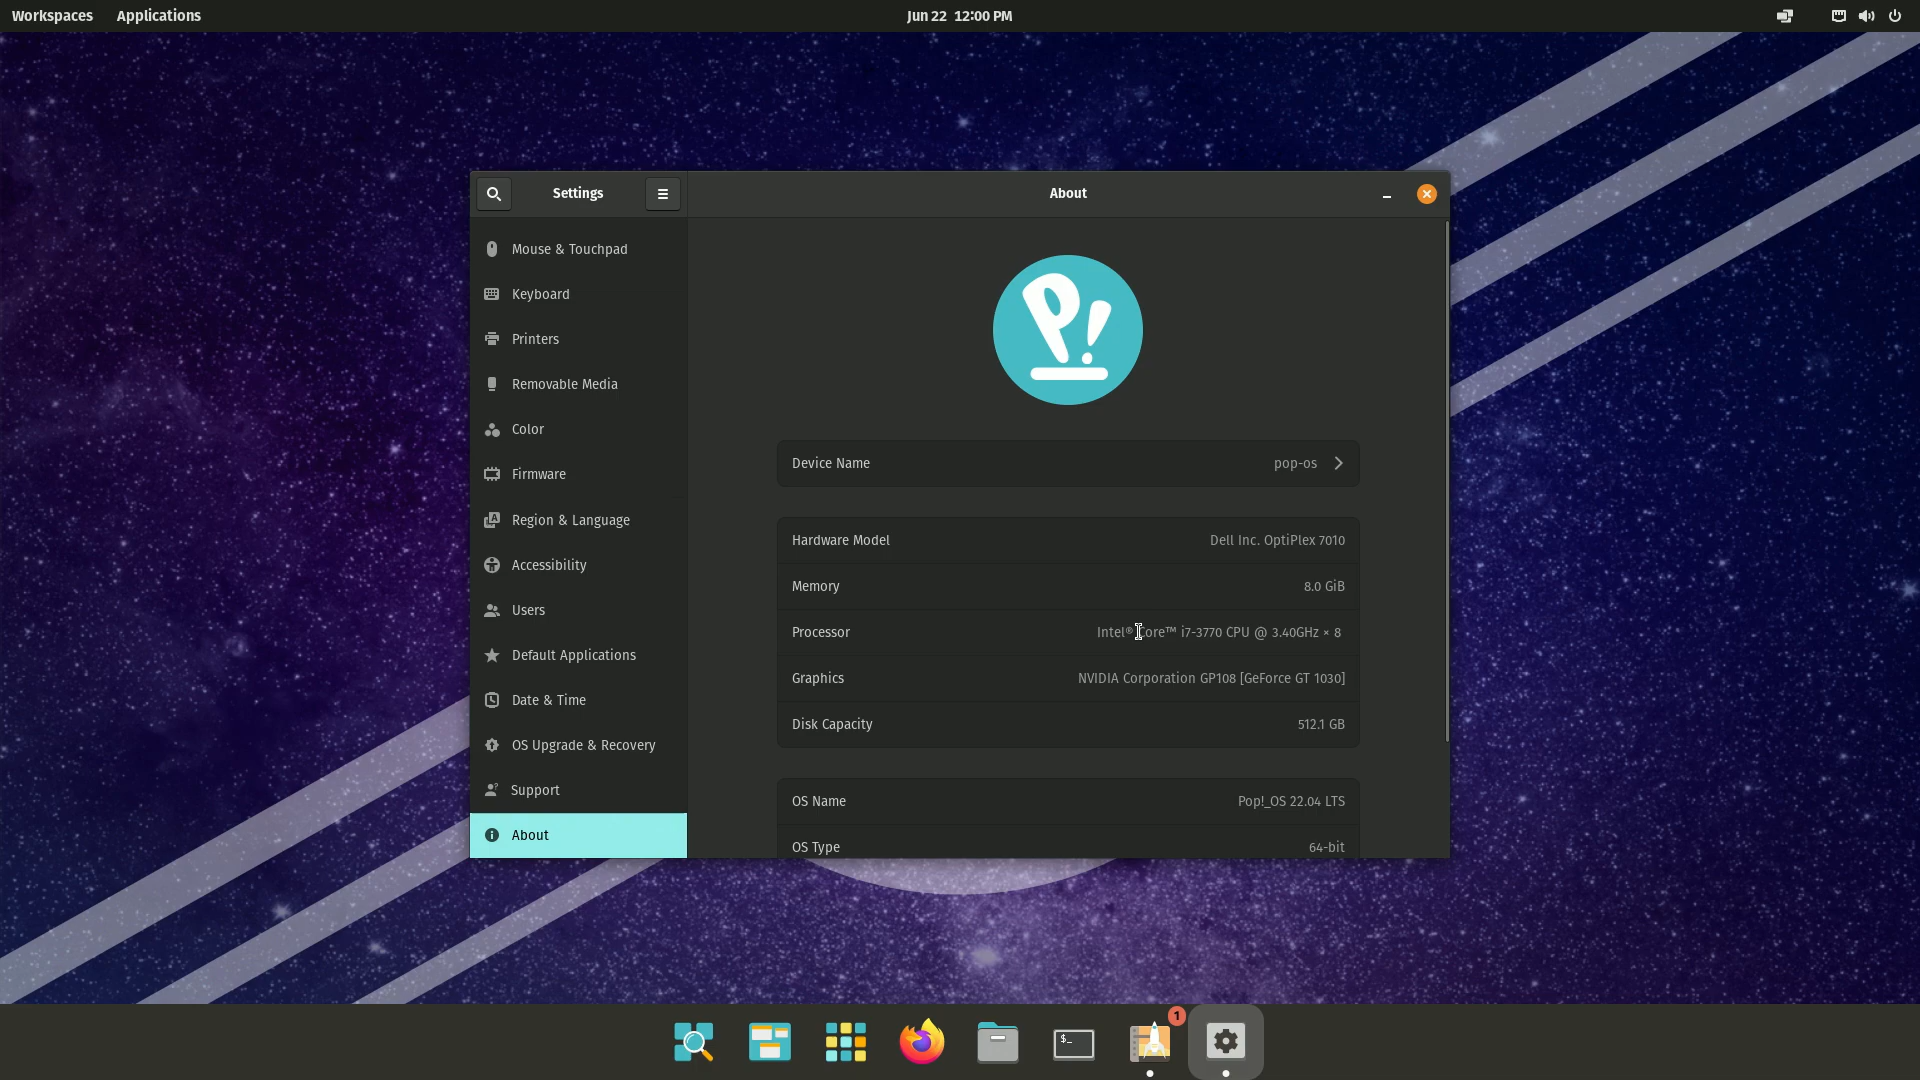 Workspaces Applications Jun 22 12:00 PM
Settings
About
Mouse & Touchpad
Keyboard
Printers
Removable Media
Color
Firmware
Region & Language
Accessibility
Users
Default Applications
Date & Time
OS Upgrade & Recovery
Support
About
P!
Device Name pop-os
Hardware Model Dell Inc. OptiPlex 7010
Memory 8.0 GiB
Processor Intel® Core™ i7-3770 CPU @ 3.40GHz × 8
Graphics NVIDIA Corporation GP108 [GeForce GT 1030]
Disk Capacity 512.1 GB
OS Name Pop!_OS 22.04 LTS
OS Type 64-bit
$_
1